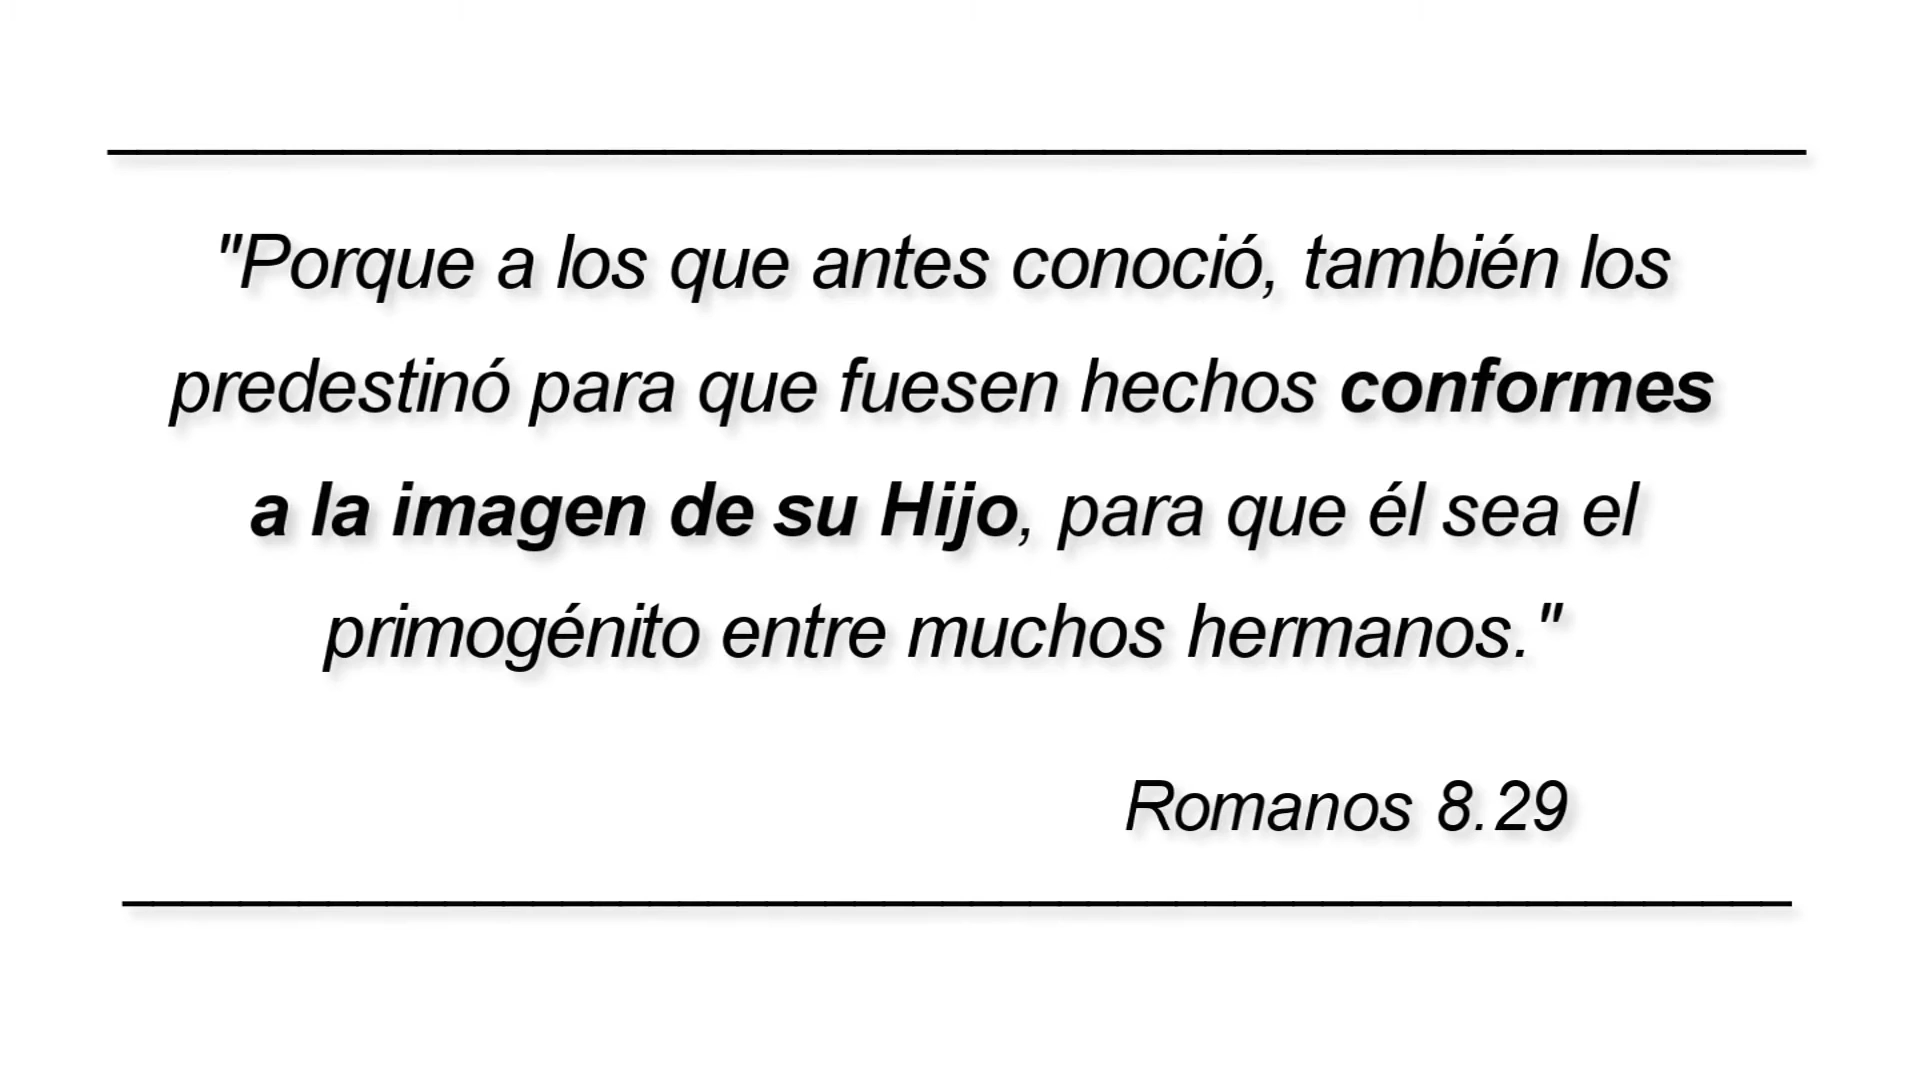 "Porque a los que antes conoció, también los
predestinó para que fuesen hechos conformes
a la imagen de su Hijo, para que él sea el
primogénito entre muchos hermanos."
Romanos 8.29